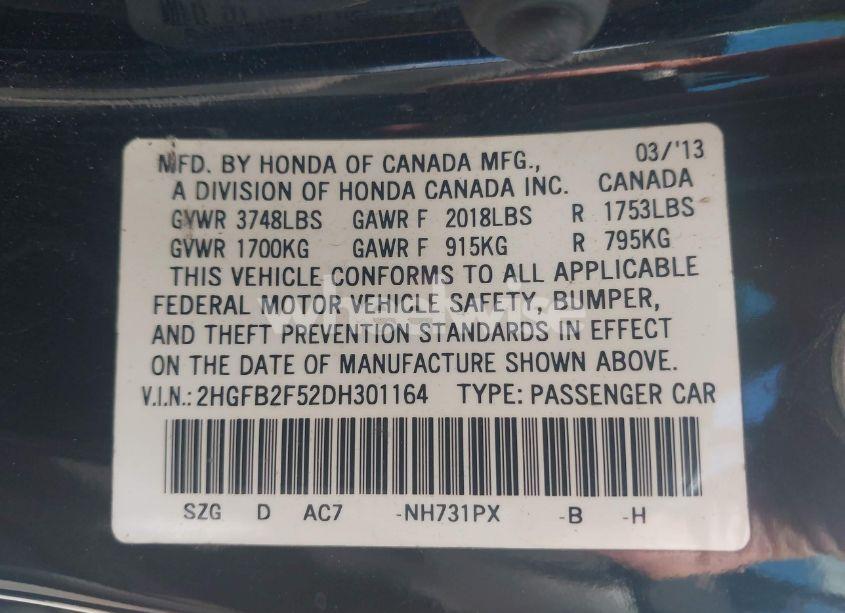 MFD. BY HONDA OF CANADA MFG., 03/'13
A DIVISION OF HONDA CANADA INC. CANADA
GVWR 3748LBS GAWR F 2018LBS R 1753LBS
GVWR 1700KG GAWR F 915KG R 795KG
THIS VEHICLE CONFORMS TO ALL APPLICABLE
FEDERAL MOTOR VEHICLE SAFETY, BUMPER,
AND THEFT PREVENTION STANDARDS IN EFFECT
ON THE DATE OF MANUFACTURE SHOWN ABOVE.
V.I.N.: 2HGFB2F52DH301164 TYPE: PASSENGER CAR
SZG D AC7 -NH731PX -B -H